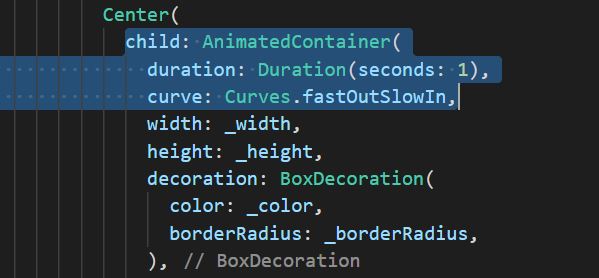 Center(
child: AnimatedContainer(
duration: Duration(seconds: 1),
curve: Curves.fastOutSlowIn,
width: _width,
height: _height,
decoration: BoxDecoration(
color: _color,
borderRadius: _borderRadius,
), // BoxDecoration